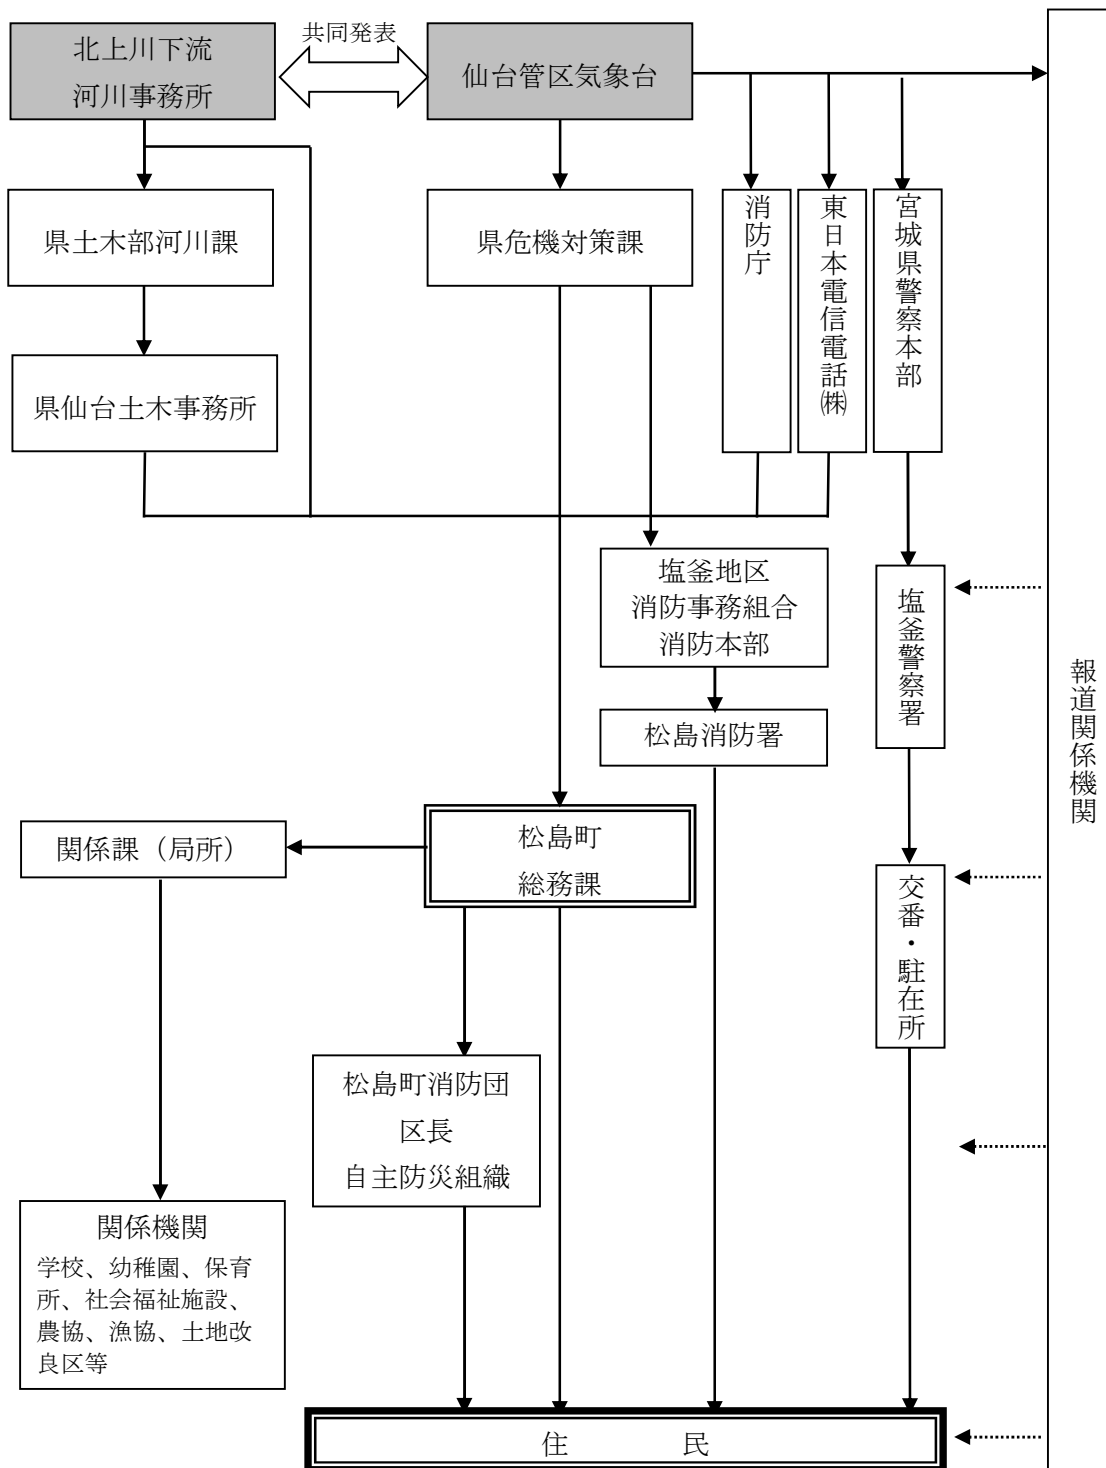 共同発表
北上川下流
河川事務所
仙台管区気象台
県土木部河川課
県危機対策課
消防庁
東日本電信電話㈱
宮城県警察本部
県仙台土木事務所
塩釜地区
消防事務組合
消防本部
塩釜警察署
報道関係機関
松島消防署
関係課（局所）
松島町
総務課
交番・駐在所
松島町消防団
区長
自主防災組織
関係機関
学校、幼稚園、保育
所、社会福祉施設、
農協、漁協、土地改
良区等
住　　　　民